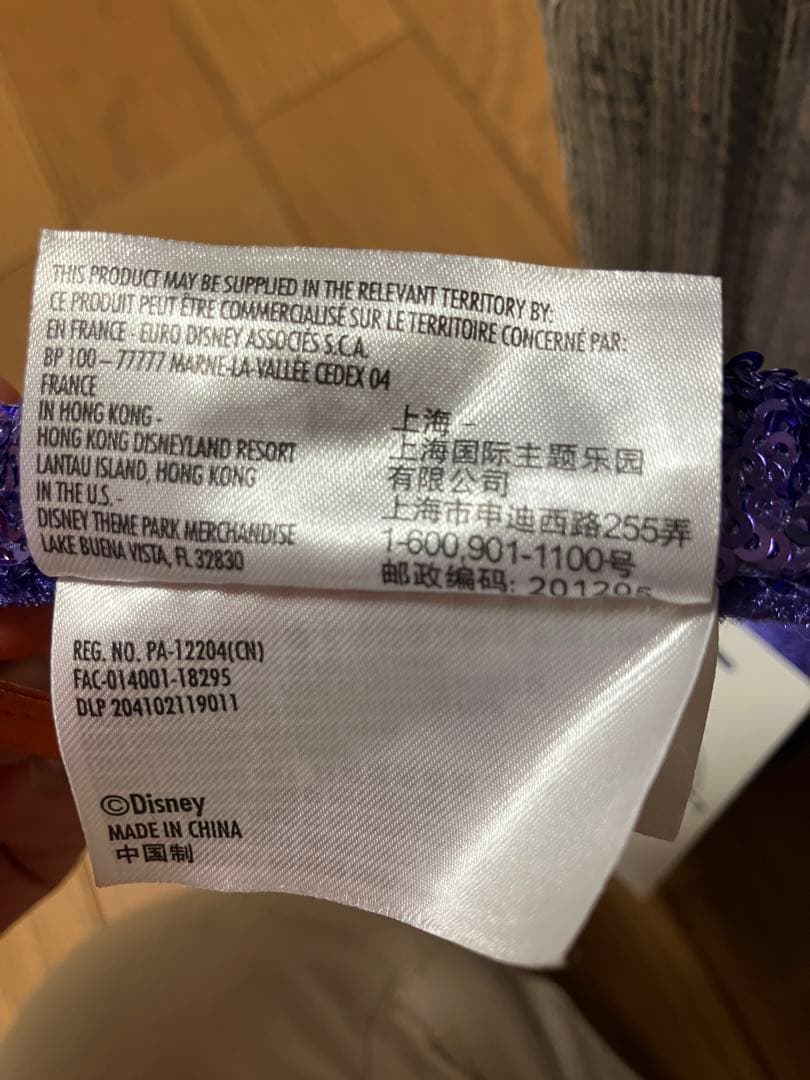 THIS PRODUCT MAY BE SUPPLIED IN THE RELEVANT TERRITORY BY:
CE PRODUIT PEUT ÊTRE COMMERCIALISÉ SUR LE TERRITOIRE CONCERNÉ PAR:
EN FRANCE - EURO DISNEY ASSOCIÉS S.C.A.
BP 100 – 77777 MARNE-LA-VALLÉE CEDEX 04
FRANCE
IN HONG KONG -
HONG KONG DISNEYLAND RESORT
LANTAU ISLAND, HONG KONG
IN THE U.S. -
DISNEY THEME PARK MERCHANDISE
LAKE BUENA VISTA, FL 32830
上海 -
上海国际主题乐园
有限公司
上海市申迪西路255弄
1-600,901-1100号
邮政编码: 201205
REG. NO. PA-12204(CN)
FAC-014001-18295
DLP 204102119011
©Disney
MADE IN CHINA
中国制